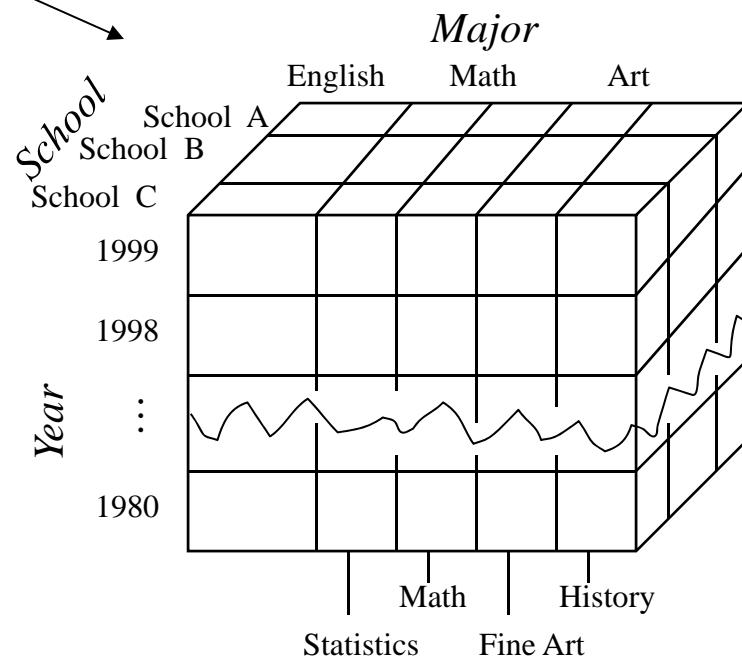 Major
English Math Art
School
School A
School B
School C
1999
1998
Year
⋮
1980
Math History
Statistics Fine Art